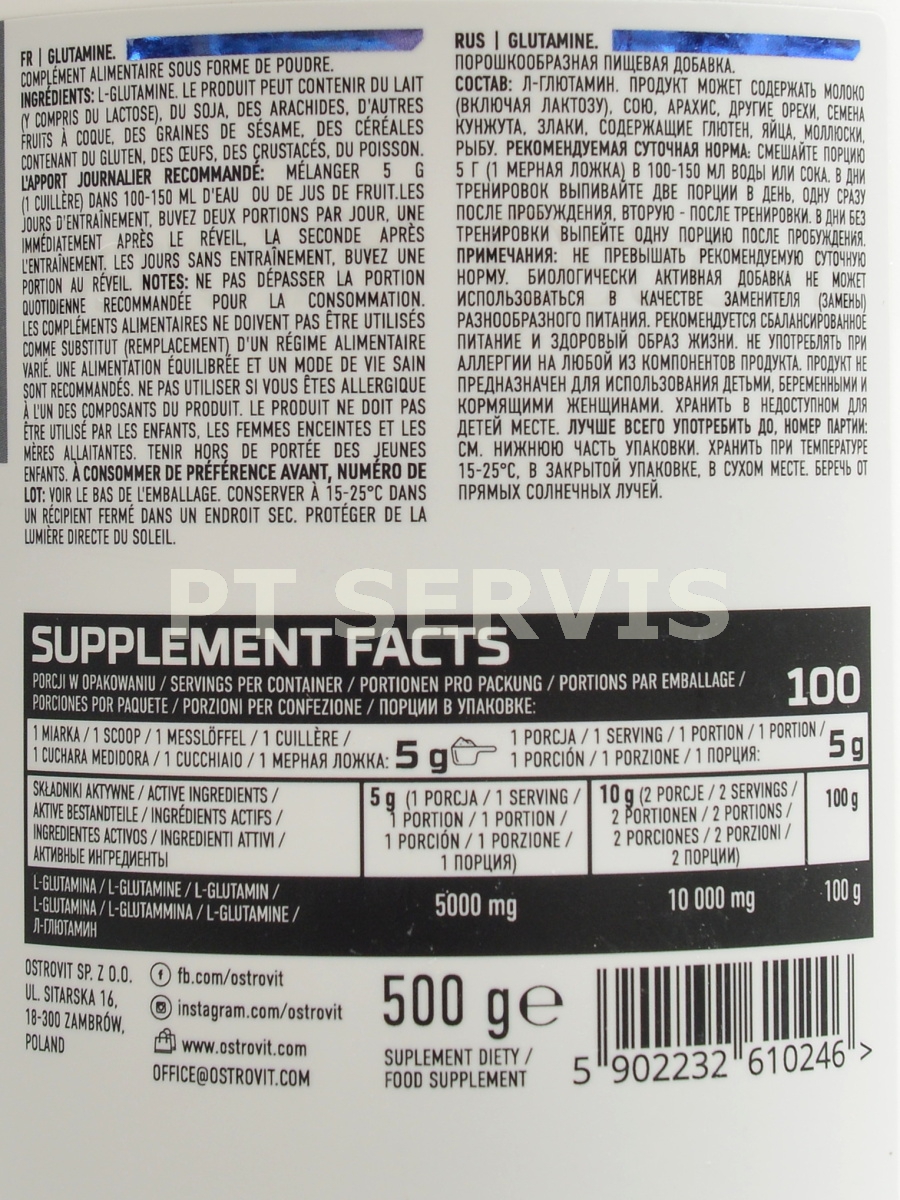 FR | GLUTAMINE.
COMPLÉMENT ALIMENTAIRE SOUS FORME DE POUDRE.
INGRÉDIENTS: L-GLUTAMINE. LE PRODUIT PEUT CONTENIR DU LAIT
(Y COMPRIS DU LACTOSE), DU SOJA, DES ARACHIDES, D'AUTRES
FRUITS À COQUE, DES GRAINES DE SÉSAME, DES CÉRÉALES
CONTENANT DU GLUTEN, DES ŒUFS, DES CRUSTACÉS, DU POISSON.
L'APPORT JOURNALIER RECOMMANDÉ: MÉLANGER 5 G
(1 CUILLÈRE) DANS 100-150 ML D'EAU OU DE JUS DE FRUIT.LES
JOURS D'ENTRAÎNEMENT, BUVEZ DEUX PORTIONS PAR JOUR, UNE
IMMÉDIATEMENT APRÈS LE RÉVEIL, LA SECONDE APRÈS
L'ENTRAÎNEMENT. LES JOURS SANS ENTRAÎNEMENT, BUVEZ UNE
PORTION AU RÉVEIL. NOTES: NE PAS DÉPASSER LA PORTION
QUOTIDIENNE RECOMMANDÉE POUR LA CONSOMMATION.
LES COMPLÉMENTS ALIMENTAIRES NE DOIVENT PAS ÊTRE UTILISÉS
COMME SUBSTITUT (REMPLACEMENT) D'UN RÉGIME ALIMENTAIRE
VARIÉ. UNE ALIMENTATION ÉQUILIBRÉE ET UN MODE DE VIE SAIN
SONT RECOMMANDÉS. NE PAS UTILISER SI VOUS ÊTES ALLERGIQUE
À L'UN DES COMPOSANTS DU PRODUIT. LE PRODUIT NE DOIT PAS
ÊTRE UTILISÉ PAR LES ENFANTS, LES FEMMES ENCEINTES ET LES
MÈRES ALLAITANTES. TENIR HORS DE PORTÉE DES JEUNES
ENFANTS. À CONSOMMER DE PRÉFÉRENCE AVANT, NUMÉRO DE
LOT: VOIR LE BAS DE L'EMBALLAGE. CONSERVER À 15-25°C DANS
UN RÉCIPIENT FERMÉ DANS UN ENDROIT SEC. PROTÉGER DE LA
LUMIÈRE DIRECTE DU SOLEIL.
RUS | GLUTAMINE.
ПОРОШКООБРАЗНАЯ ПИЩЕВАЯ ДОБАВКА.
СОСТАВ: Л-ГЛЮТАМИН. ПРОДУКТ МОЖЕТ СОДЕРЖАТЬ МОЛОКО
(ВКЛЮЧАЯ ЛАКТОЗУ), СОЮ, АРАХИС, ДРУГИЕ ОРЕХИ, СЕМЕНА
КУНЖУТА, ЗЛАКИ, СОДЕРЖАЩИЕ ГЛЮТЕН, ЯЙЦА, МОЛЛЮСКИ,
РЫБУ. РЕКОМЕНДУЕМАЯ СУТОЧНАЯ НОРМА: СМЕШАЙТЕ ПОРЦИЮ
5 Г (1 МЕРНАЯ ЛОЖКА) В 100-150 МЛ ВОДЫ ИЛИ СОКА. В ДНИ
ТРЕНИРОВОК ВЫПИВАЙТЕ ДВЕ ПОРЦИИ В ДЕНЬ, ОДНУ СРАЗУ
ПОСЛЕ ПРОБУЖДЕНИЯ, ВТОРУЮ - ПОСЛЕ ТРЕНИРОВКИ. В ДНИ БЕЗ
ТРЕНИРОВКИ ВЫПЕЙТЕ ОДНУ ПОРЦИЮ ПОСЛЕ ПРОБУЖДЕНИЯ.
ПРИМЕЧАНИЯ: НЕ ПРЕВЫШАТЬ РЕКОМЕНДУЕМУЮ СУТОЧНУЮ
НОРМУ. БИОЛОГИЧЕСКИ АКТИВНАЯ ДОБАВКА НЕ МОЖЕТ
ИСПОЛЬЗОВАТЬСЯ В КАЧЕСТВЕ ЗАМЕНИТЕЛЯ (ЗАМЕНЫ)
РАЗНООБРАЗНОГО ПИТАНИЯ. РЕКОМЕНДУЕТСЯ СБАЛАНСИРОВАННОЕ
ПИТАНИЕ И ЗДОРОВЫЙ ОБРАЗ ЖИЗНИ. НЕ УПОТРЕБЛЯТЬ ПРИ
АЛЛЕРГИИ НА ЛЮБОЙ ИЗ КОМПОНЕНТОВ ПРОДУКТА. ПРОДУКТ НЕ
ПРЕДНАЗНАЧЕН ДЛЯ ИСПОЛЬЗОВАНИЯ ДЕТЬМИ, БЕРЕМЕННЫМИ И
КОРМЯЩИМИ ЖЕНЩИНАМИ. ХРАНИТЬ В НЕДОСТУПНОМ ДЛЯ
ДЕТЕЙ МЕСТЕ. ЛУЧШЕ ВСЕГО УПОТРЕБИТЬ ДО, НОМЕР ПАРТИИ:
СМ. НИЖНЮЮ ЧАСТЬ УПАКОВКИ. ХРАНИТЬ ПРИ ТЕМПЕРАТУРЕ
15-25°C, В ЗАКРЫТОЙ УПАКОВКЕ, В СУХОМ МЕСТЕ. БЕРЕЧЬ ОТ
ПРЯМЫХ СОЛНЕЧНЫХ ЛУЧЕЙ.
PT SERVIS
SUPPLEMENT FACTS
PORCJI W OPAKOWANIU / SERVINGS PER CONTAINER / PORTIONEN PRO PACKUNG / PORTIONS PAR EMBALLAGE /
PORCIONES POR PAQUETE / PORZIONI PER CONFEZIONE / ПОРЦИИ В УПАКОВКЕ:
100
1 MIARKA / 1 SCOOP / 1 MESSLÖFFEL / 1 CUILLÈRE /
1 CUCHARA MEDIDORA / 1 CUCCHIAIO / 1 МЕРНАЯ ЛОЖКА: 5 g
1 PORCJA / 1 SERVING / 1 PORTION / 1 PORTION /
1 PORCIÓN / 1 PORZIONE / 1 ПОРЦИЯ: 5 g
SKŁADNIKI AKTYWNE / ACTIVE INGREDIENTS /
AKTIVE BESTANDTEILE / INGRÉDIENTS ACTIFS /
INGREDIENTES ACTIVOS / INGREDIENTI ATTIVI /
АКТИВНЫЕ ИНГРЕДИЕНТЫ
5 g (1 PORCJA / 1 SERVING /
1 PORTION / 1 PORTION /
1 PORCIÓN / 1 PORZIONE /
1 ПОРЦИЯ)
10 g (2 PORCJE / 2 SERVINGS /
2 PORTIONEN / 2 PORTIONS /
2 PORCIONES / 2 PORZIONI /
2 ПОРЦИИ)
100 g
L-GLUTAMINA / L-GLUTAMINE / L-GLUTAMIN /
L-GLUTAMINA / L-GLUTAMMINA / L-GLUTAMINE /
Л-ГЛЮТАМИН
5000 mg
10 000 mg
100 g
OSTROVIT SP. Z O.O.
UL. SITARSKA 16,
18-300 ZAMBRÓW,
POLAND
fb.com/ostrovit
instagram.com/ostrovit
www.ostrovit.com
OFFICE@OSTROVIT.COM
500 g e
SUPLEMENT DIETY /
FOOD SUPPLEMENT
5 902232 610246 >